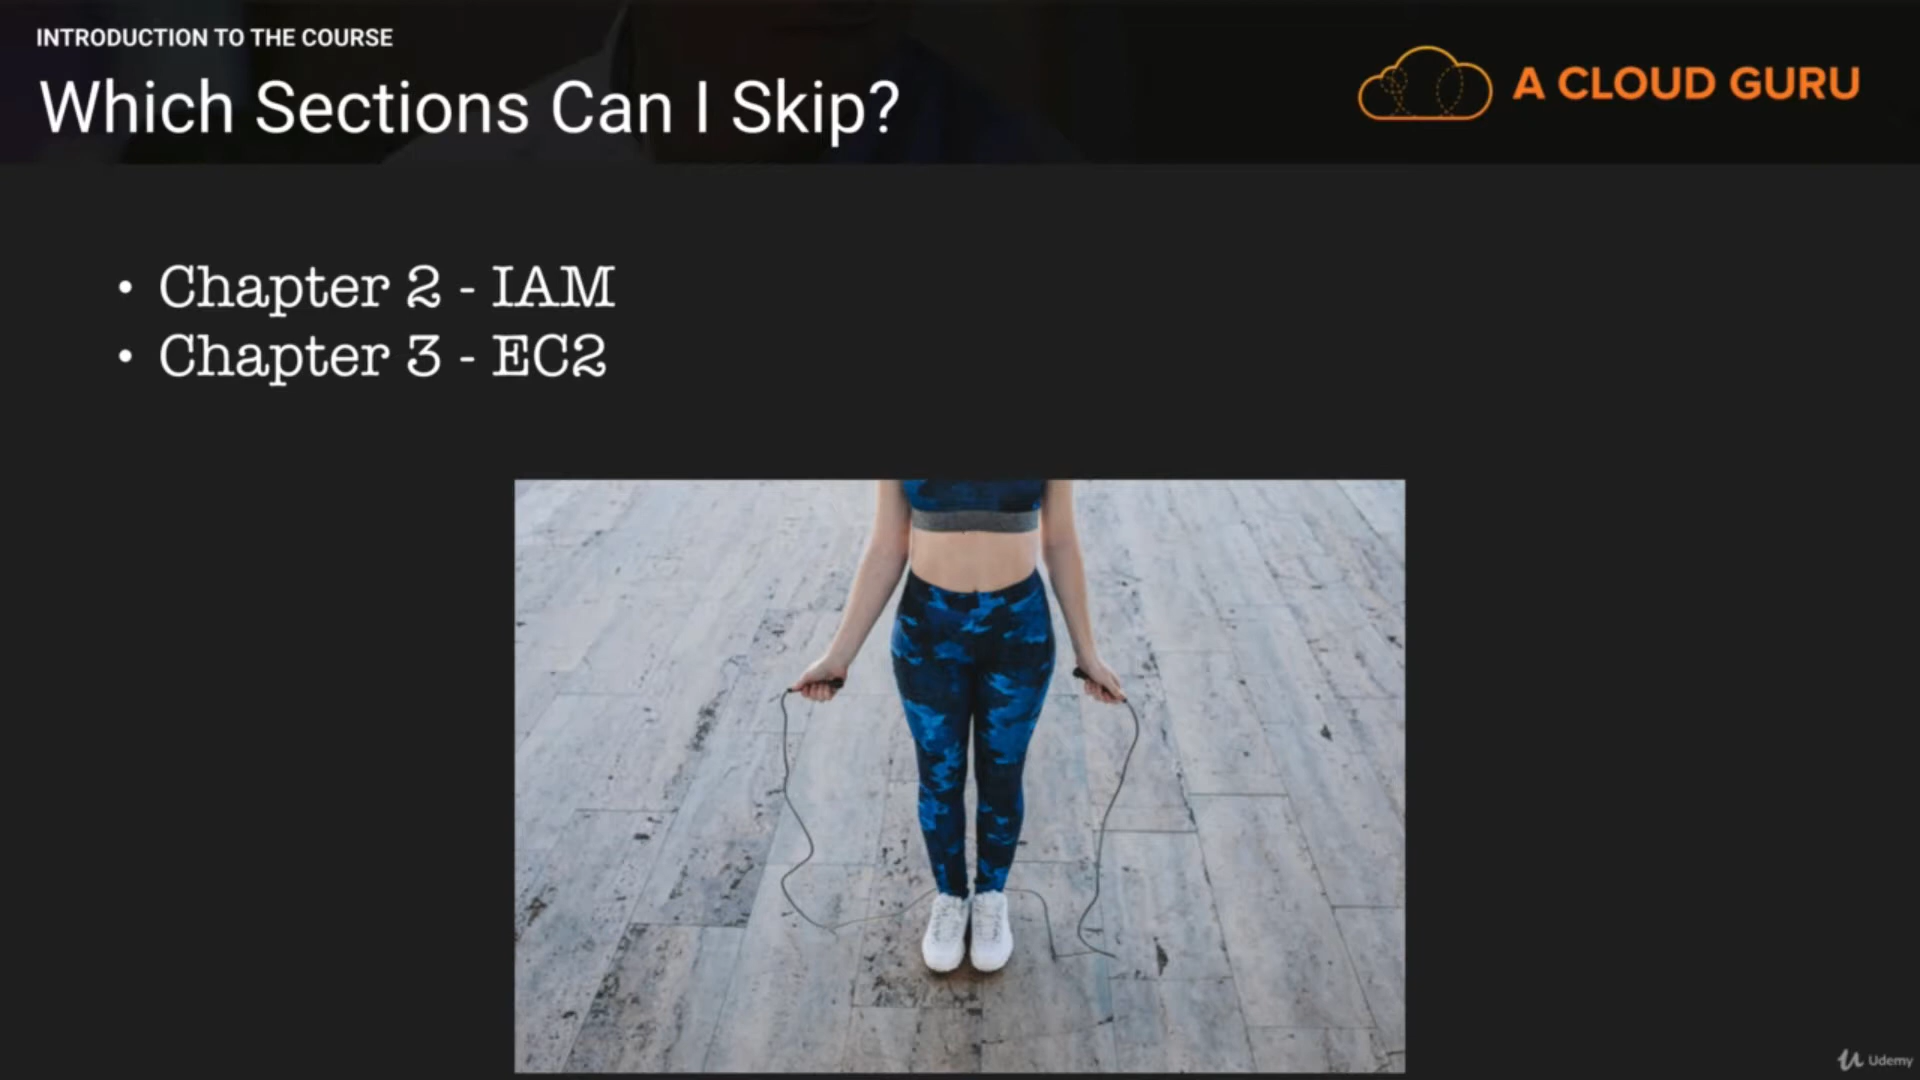 INTRODUCTION TO THE COURSE
Which Sections Can I Skip?
A CLOUD GURU
• Chapter 2 - IAM
• Chapter 3 - EC2
Udemy